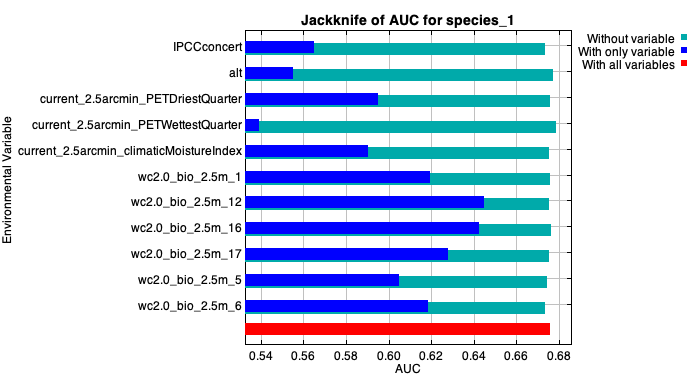 Jackknife of AUC for species_1
Without variable
With only variable
With all variables
Environmental Variable
IPCCconcert
alt
current_2.5arcmin_PETDriestQuarter
current_2.5arcmin_PETWettestQuarter
current_2.5arcmin_climaticMoistureIndex
wc2.0_bio_2.5m_1
wc2.0_bio_2.5m_12
wc2.0_bio_2.5m_16
wc2.0_bio_2.5m_17
wc2.0_bio_2.5m_5
wc2.0_bio_2.5m_6
0.54 0.56 0.58 0.60 0.62 0.64 0.66 0.68
AUC